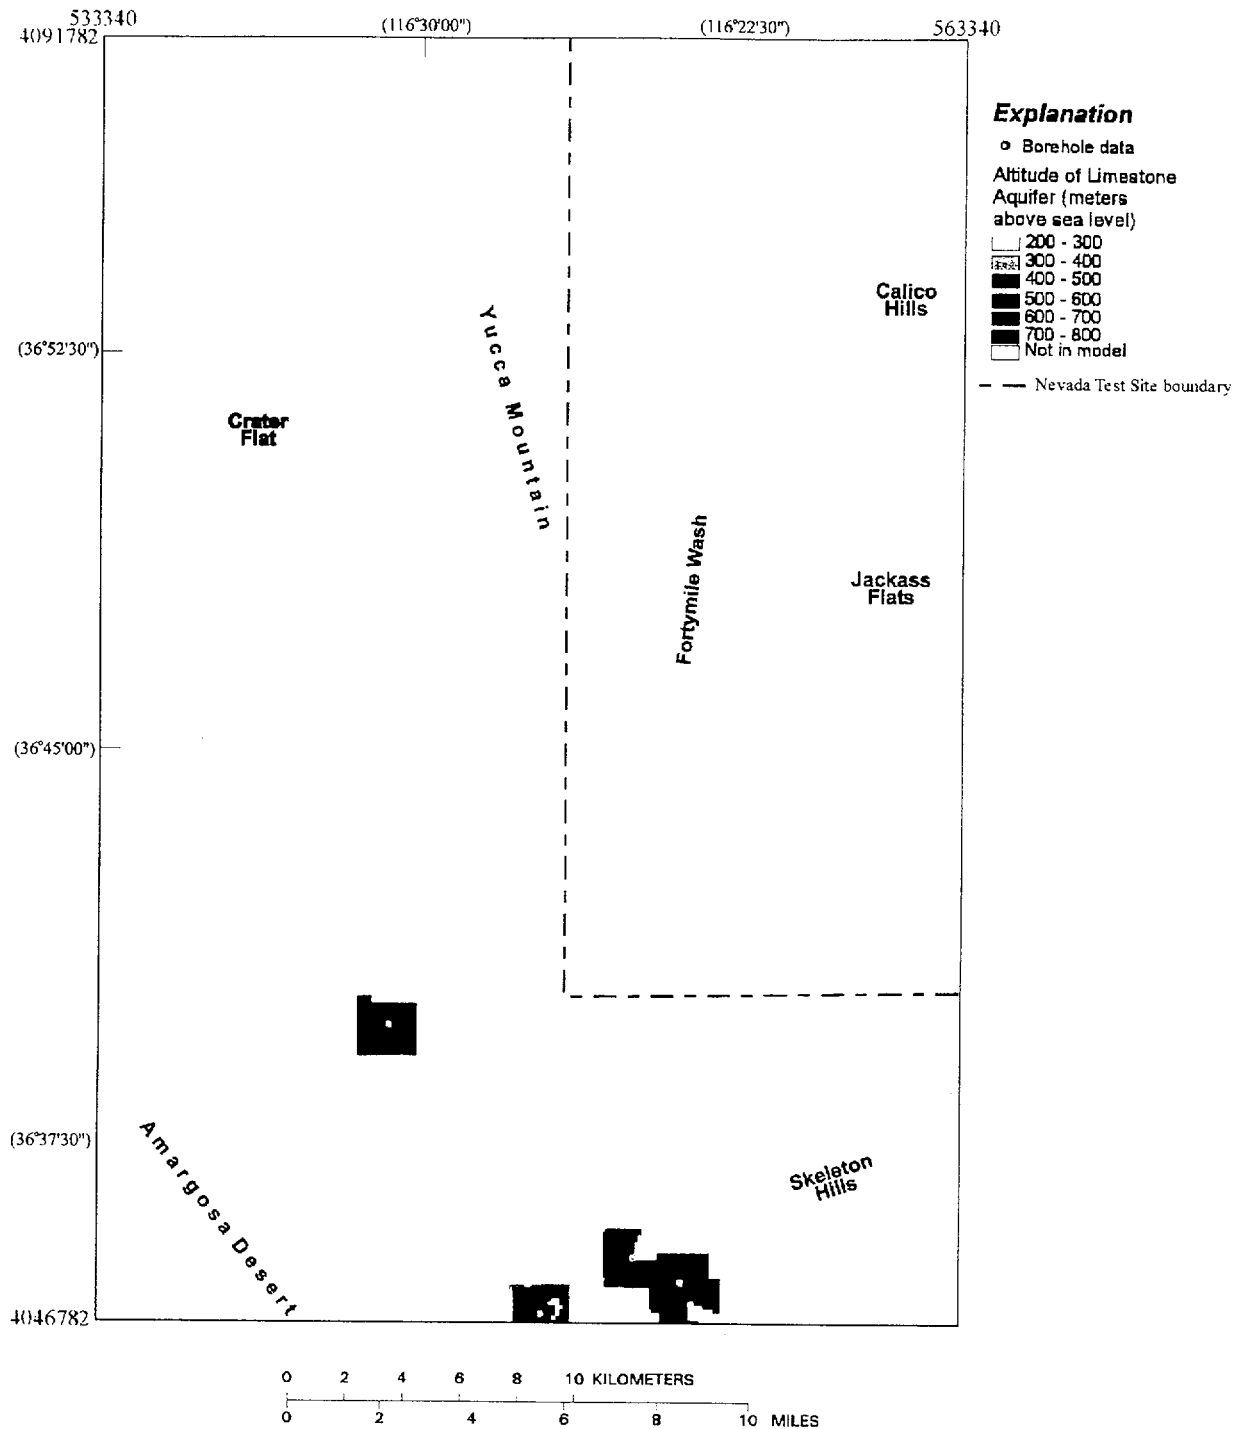 533340
(116°30'00")
(116°22'30")
563340
4091782
Explanation
Borehole data
Altitude of Limestone
Aquifer (meters
above sea level)
200 - 300
300 - 400
400 - 500
500 - 600
600 - 700
700 - 800
Not in model
Nevada Test Site boundary
Calico
Hills
Yucca Mountain
(36°52'30")
Crater
Flat
Fortymile Wash
Jackass
Flats
(36°45'00")
(36°37'30")
Amargosa Desert
Skeleton
Hills
4046782
0 2 4 6 8 10 KILOMETERS
0 2 4 6 8 10 MILES